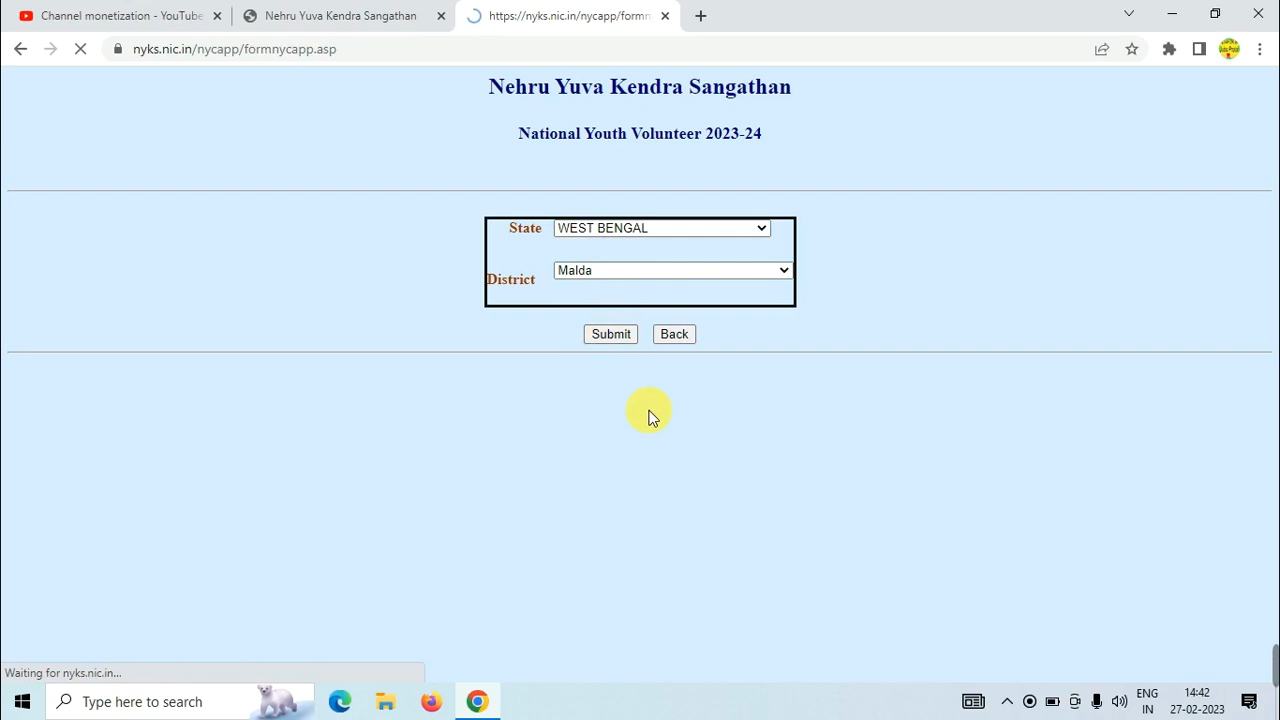 Channel monetization - YouTube
Nehru Yuva Kendra Sangathan
https://nyks.nic.in/nycapp/formn
nyks.nic.in/nycapp/formnycapp.asp
Nehru Yuva Kendra Sangathan
National Youth Volunteer 2023-24
State WEST BENGAL
District Malda
Submit Back
Waiting for nyks.nic.in...
Type here to search
ENG 14:42
IN 27-02-2023